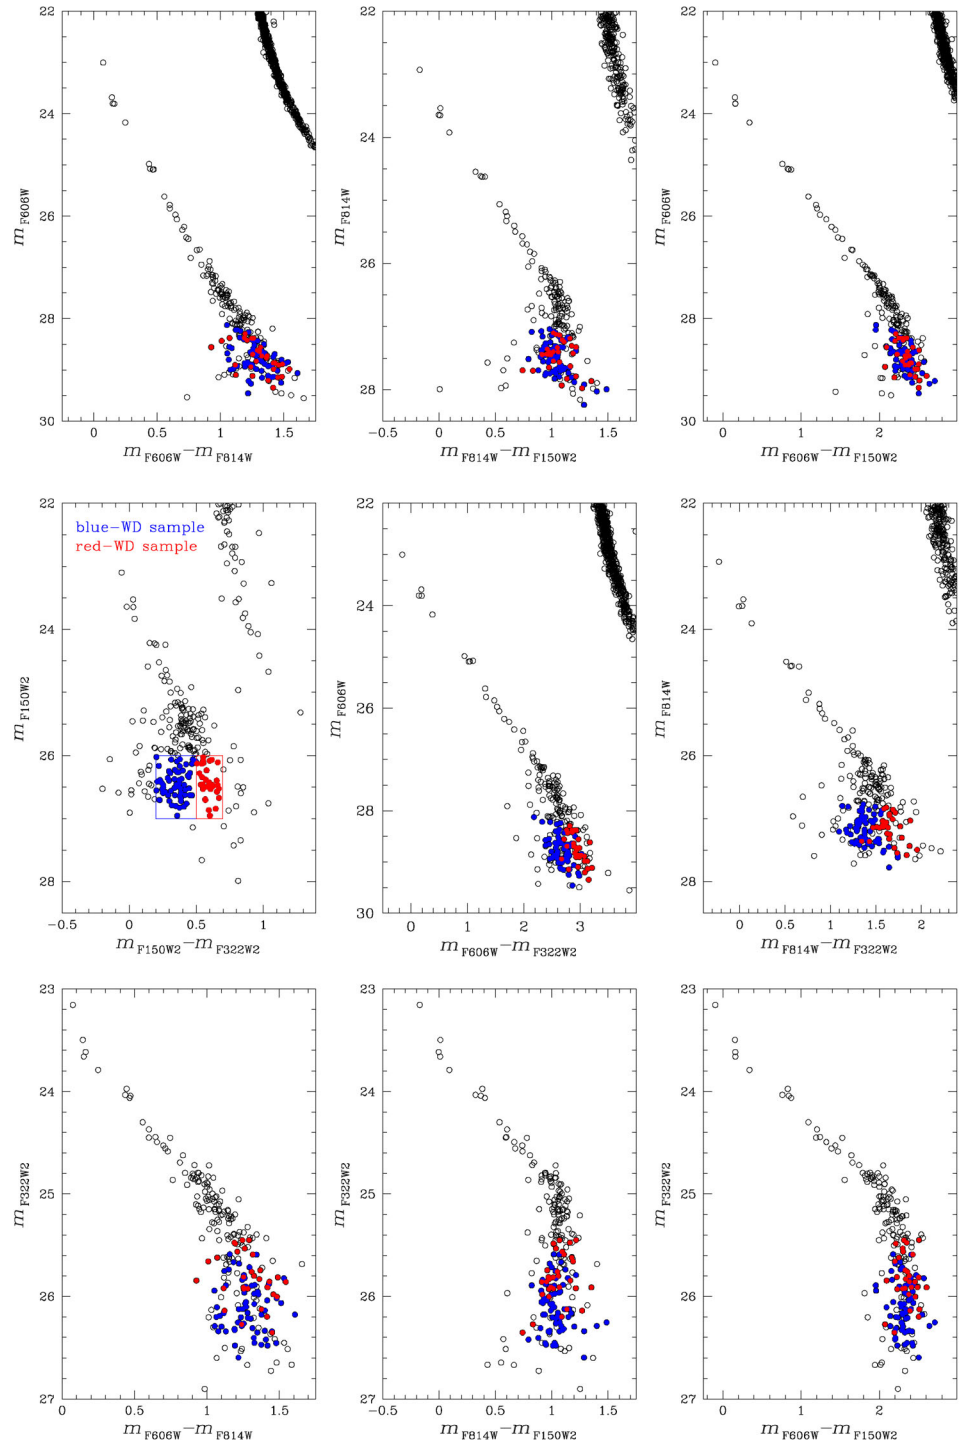 22
24
26
28
30
m F606W
0 0.5 1 1.5
m F606W − m F814W
22
24
26
28
m F814W
−0.5 0 0.5 1 1.5
m F814W − m F150W2
22
24
26
28
30
m F606W
0 1 2
m F606W − m F150W2
blue−WD sample
red−WD sample
22
24
26
28
m F150W2
−0.5 0 0.5 1
m F150W2 − m F322W2
22
24
26
28
30
m F606W
0 1 2 3
m F606W − m F322W2
22
24
26
28
m F814W
0 0.5 1 1.5 2
m F814W − m F322W2
23
24
25
26
27
m F322W2
0 0.5 1 1.5
m F606W − m F814W
23
24
25
26
27
m F322W2
−0.5 0 0.5 1 1.5
m F814W − m F150W2
23
24
25
26
27
m F322W2
0 1 2
m F606W − m F150W2